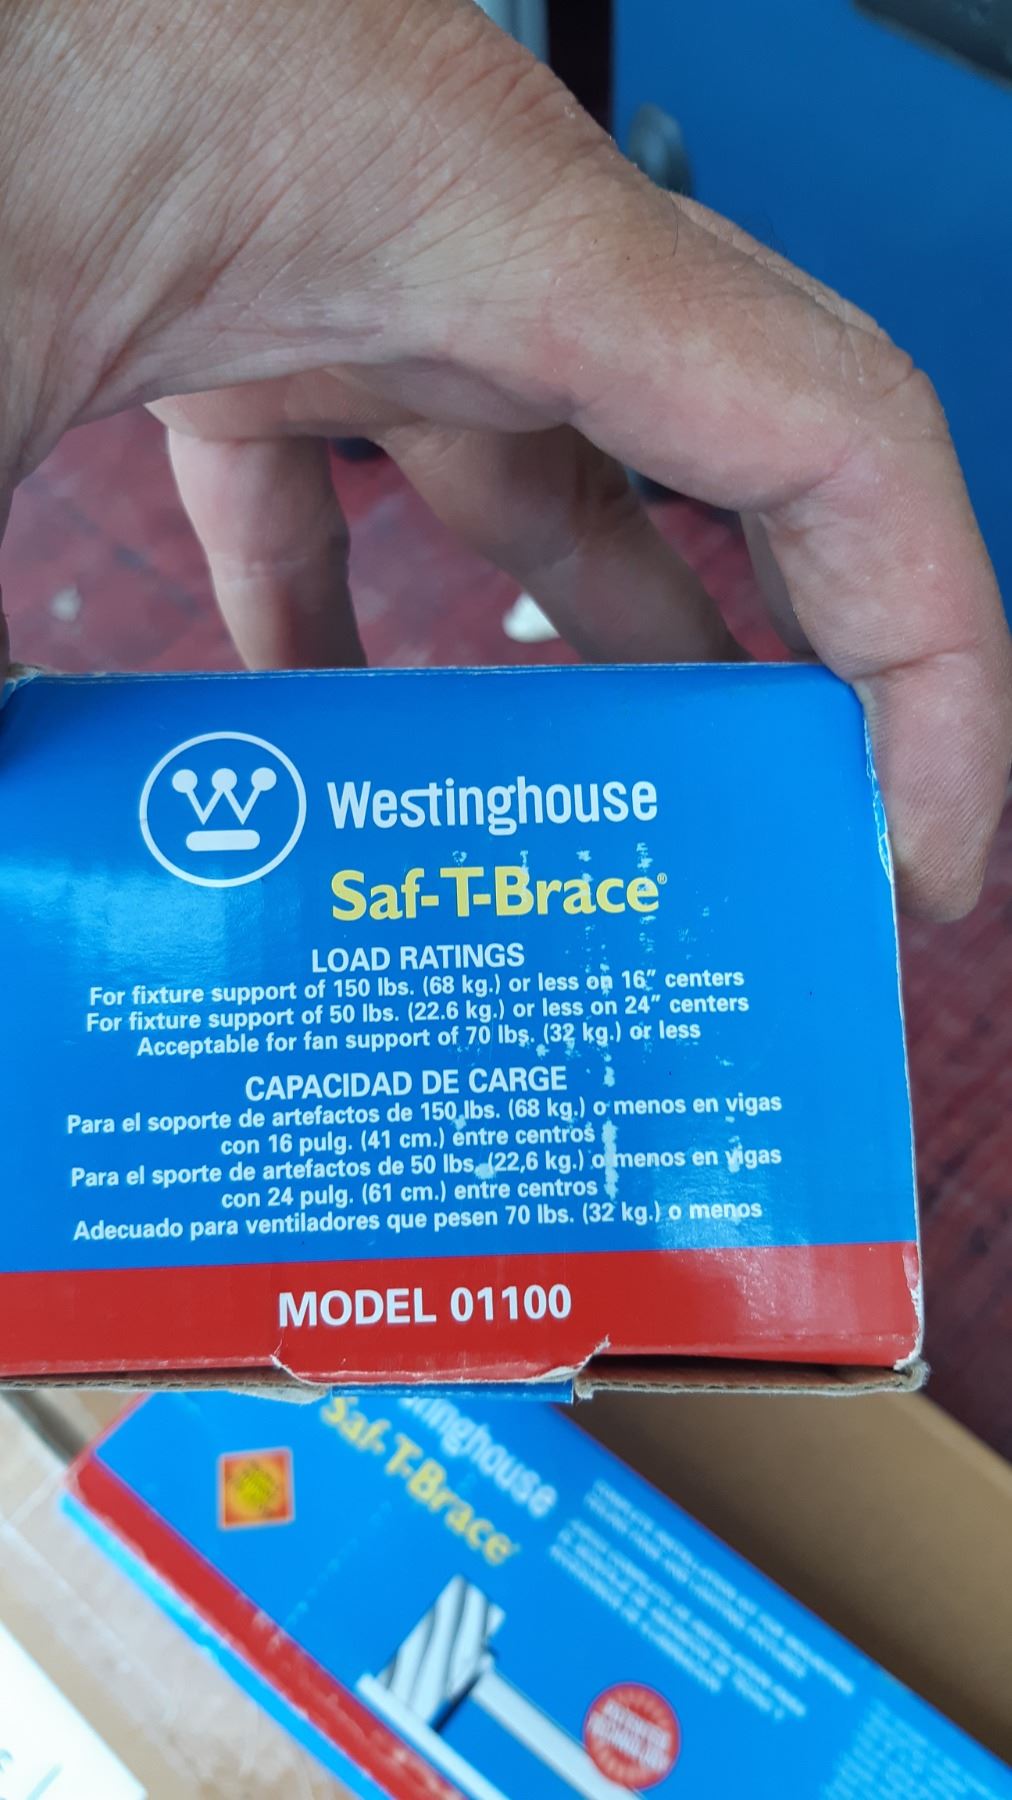 Westinghouse
Saf-T-Brace®
LOAD RATINGS
For fixture support of 150 lbs. (68 kg.) or less on 16” centers
For fixture support of 50 lbs. (22.6 kg.) or less on 24” centers
Acceptable for fan support of 70 lbs. (32 kg.) or less
CAPACIDAD DE CARGE
Para el soporte de artefactos de 150 lbs. (68 kg.) o menos en vigas
con 16 pulg. (41 cm.) entre centros
Para el sporte de artefactos de 50 lbs. (22,6 kg.) o menos en vigas
con 24 pulg. (61 cm.) entre centros
Adecuado para ventiladores que pesen 70 lbs. (32 kg.) o menos
MODEL 01100
inghouse
Saf-T-Brace